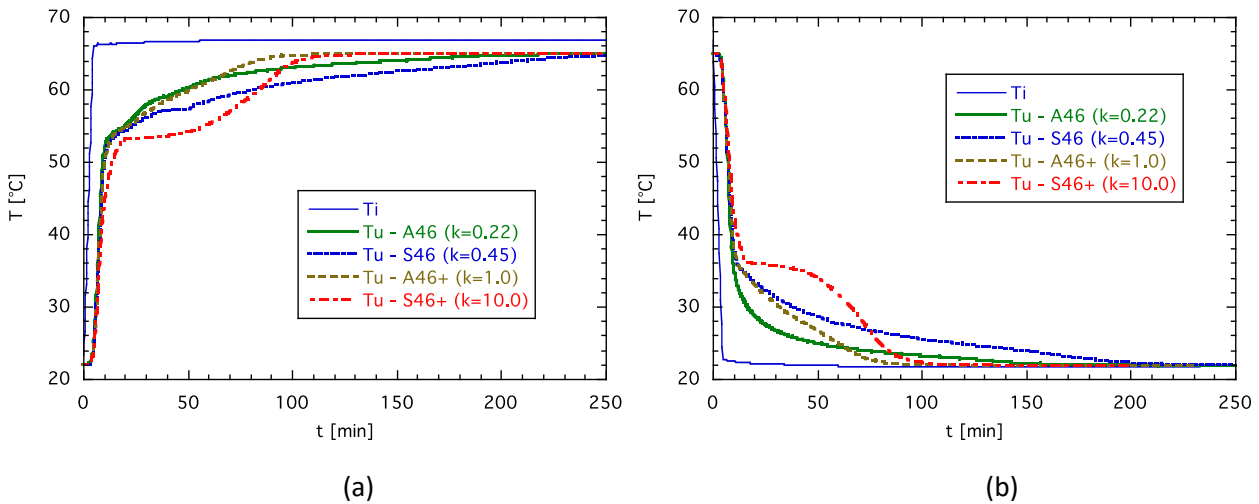 70
60
50
40
30
20
T [°C]
0
50
100
150
200
250
t [min]
Ti
Tu - A46 (k=0.22)
Tu - S46 (k=0.45)
Tu - A46+ (k=1.0)
Tu - S46+ (k=10.0)
(a)
70
60
50
40
30
20
T [°C]
0
50
100
150
200
250
t [min]
Ti
Tu - A46 (k=0.22)
Tu - S46 (k=0.45)
Tu - A46+ (k=1.0)
Tu - S46+ (k=10.0)
(b)